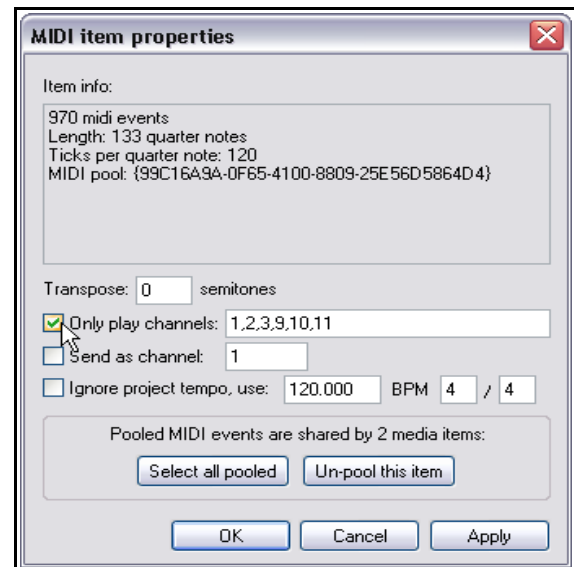 MIDI item properties
Item info:
970 midi events
Length: 133 quarter notes
Ticks per quarter note: 120
MIDI pool: {99C16A9A-0F65-4100-8809-25E56D5864D4}
Transpose: 0 semitones
Only play channels: 1,2,3,9,10,11
Send as channel: 1
Ignore project tempo, use: 120.000 BPM 4 / 4
Pooled MIDI events are shared by 2 media items:
Select all pooled Un-pool this item
OK Cancel Apply